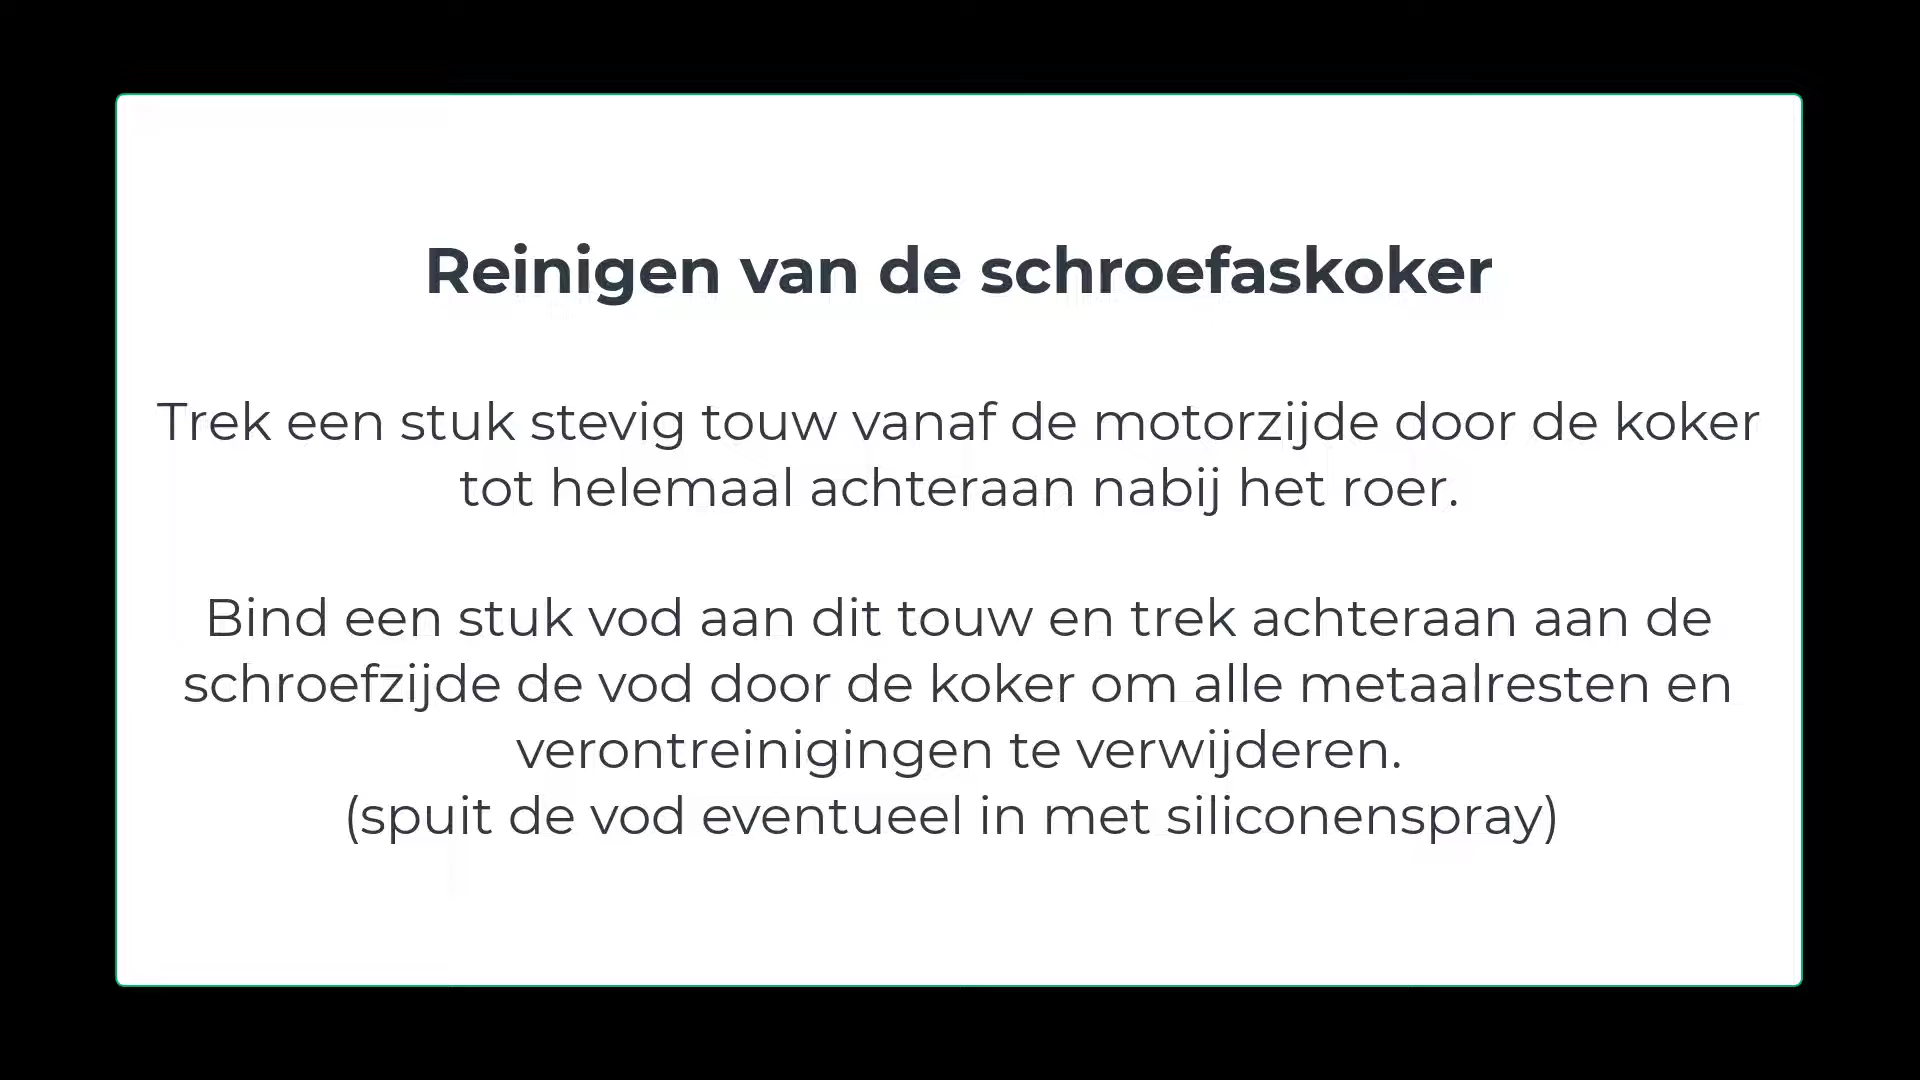 Reinigen van de schroefaskoker
Trek een stuk stevig touw vanaf de motorzijde door de koker
tot helemaal achteraan nabij het roer.
Bind een stuk vod aan dit touw en trek achteraan aan de
schroefzijde de vod door de koker om alle metaalresten en
verontreinigingen te verwijderen.
(spuit de vod eventueel in met siliconenspray)